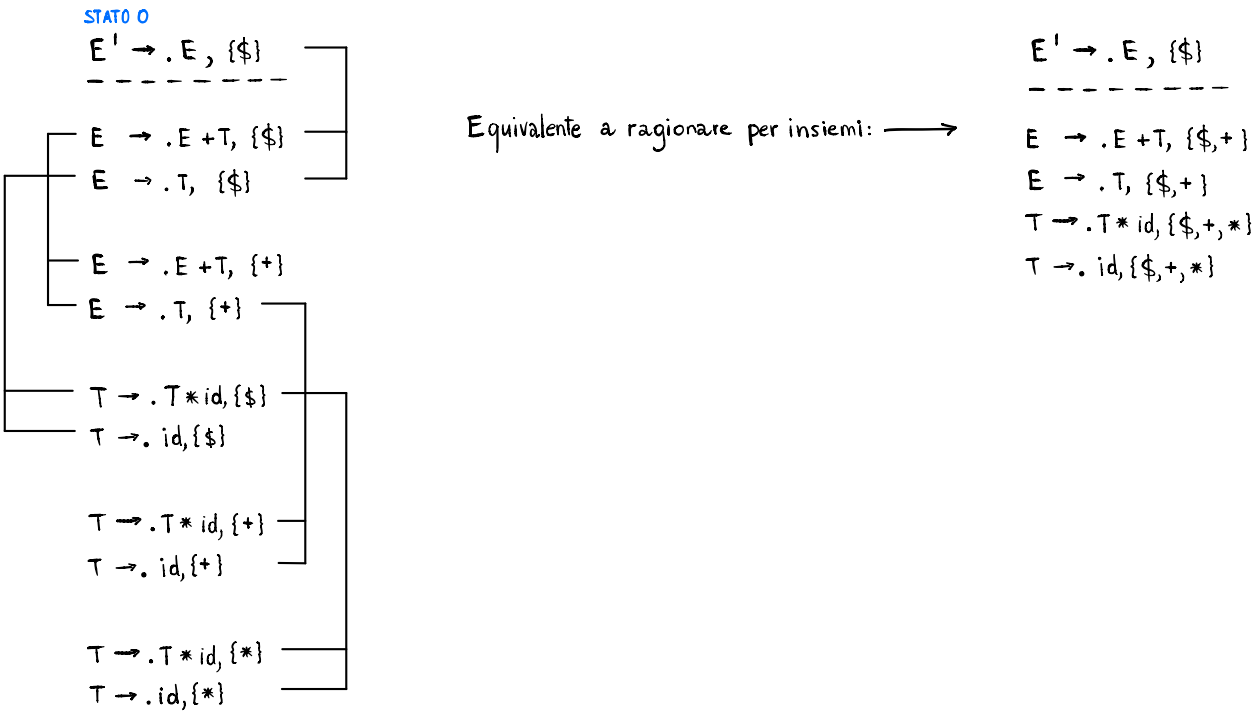 STATO 0
E' → . E , {$}
E → . E + T, {$}
E → . T, {$}
E → . E + T, {+}
E → . T, {+}
T → . T * id, {$}
T → . id, {$}
T → . T * id, {+}
T → . id, {+}
T → . T * id, {*}
T → . id, {*}
Equivalente a ragionare per insiemi: →
E' → . E , {$}
E → . E + T, {$,+}
E → . T, {$,+}
T → . T * id, {$,+,*}
T → . id, {$,+,*}